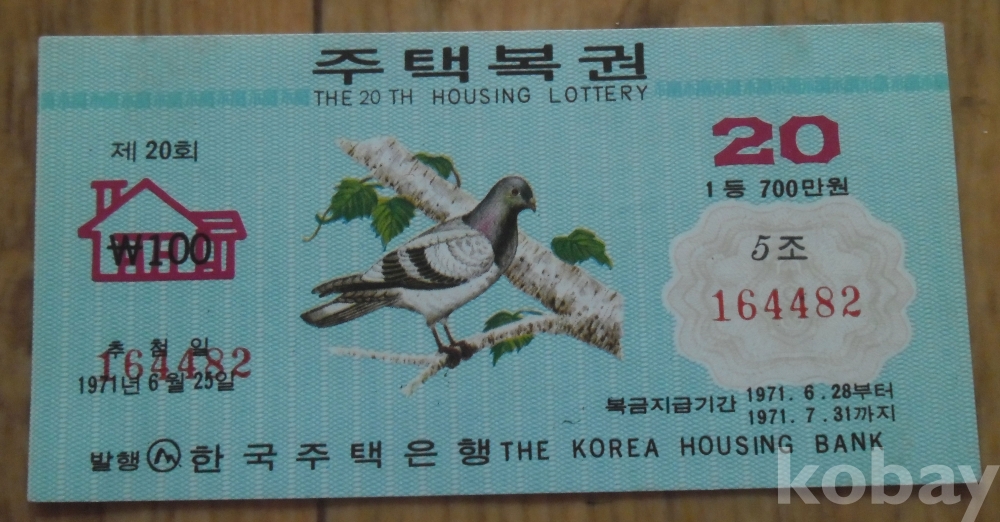 주택복권
THE 20 TH HOUSING LOTTERY
제 20회
₩100
추첨일
164482
1971년 6월 25일
20
1등 700만원
5조
164482
복금지급기간 1971. 6. 28부터
1971. 7. 31까지
발행 한국주택은행 THE KOREA HOUSING BANK
kobay